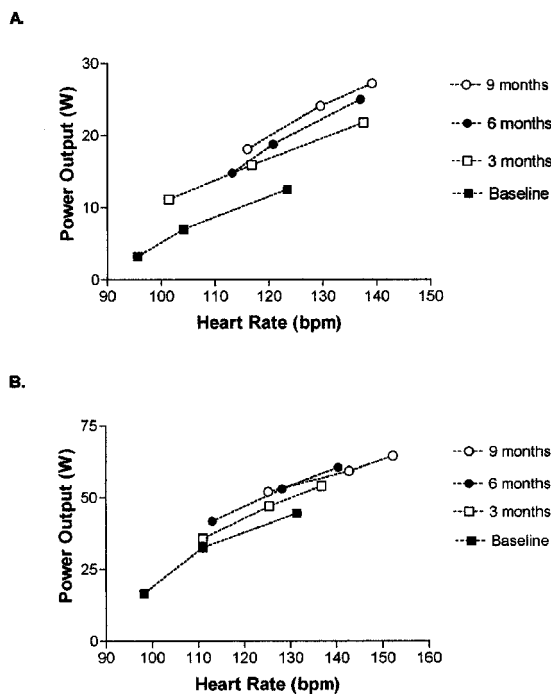 A.
30
20
10
0
Power Output (W)
90 100 110 120 130 140 150
Heart Rate (bpm)
9 months
6 months
3 months
Baseline
B.
75
50
25
0
Power Output (W)
90 100 110 120 130 140 150 160
Heart Rate (bpm)
9 months
6 months
3 months
Baseline